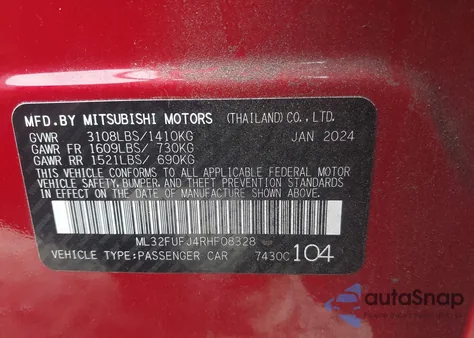 MFD.BY MITSUBISHI MOTORS (THAILAND) CO., LTD.
GVWR 3108LBS/1410KG JAN 2024
GAWR FR 1609LBS/ 730KG
GAWR RR 1521LBS/ 690KG
THIS VEHICLE CONFORMS TO ALL APPLICABLE FEDERAL MOTOR
VEHICLE SAFETY, BUMPER, AND THEFT PREVENTION STANDARDS
IN EFFECT ON THE DATE OF MANUFACTURE SHOWN ABOVE.
ML32FUFJ4RHF08328
VEHICLE TYPE:PASSENGER CAR 7430C 104
autoSnap